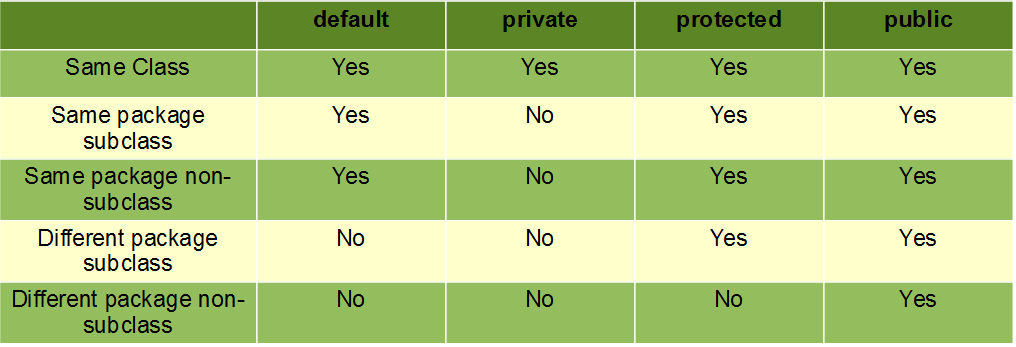 default private protected public
Same Class Yes Yes Yes Yes
Same package subclass Yes No Yes Yes
Same package non-subclass Yes No Yes Yes
Different package subclass No No Yes Yes
Different package non-subclass No No No Yes